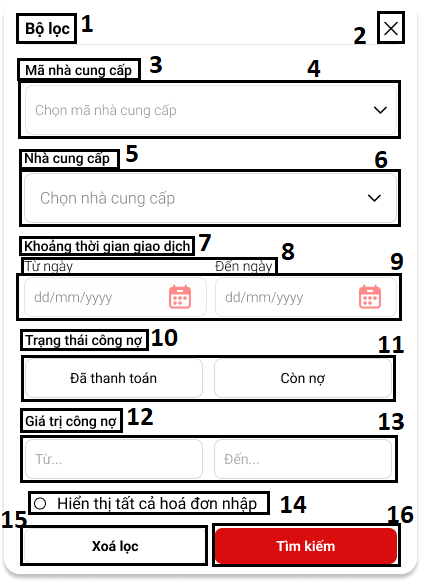 Bộ lọc 1
2
Mã nhà cung cấp 3
4
Chọn mã nhà cung cấp
Nhà cung cấp 5
6
Chọn nhà cung cấp
Khoảng thời gian giao dịch 7
Từ ngày Đến ngày 8
9
dd/mm/yyyy dd/mm/yyyy
Trạng thái công nợ 10
11
Đã thanh toán Còn nợ
Giá trị công nợ 12
13
Từ... Đến...
Hiển thị tất cả hoá đơn nhập 14
15 16
Xoá lọc Tìm kiếm